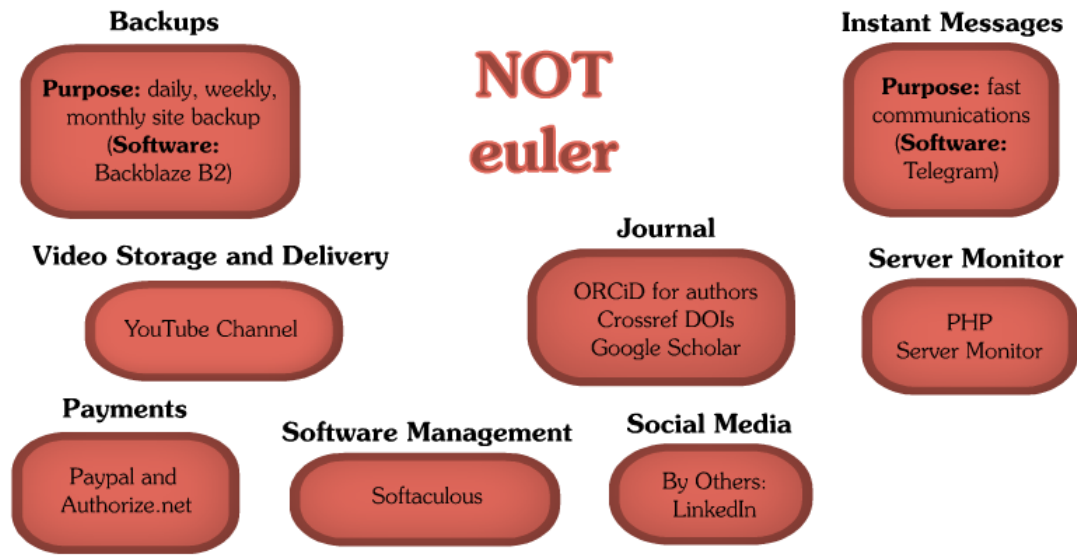 Backups
Purpose: daily, weekly,
monthly site backup
(Software:
Backblaze B2)
NOT
euler
Instant Messages
Purpose: fast
communications
(Software:
Telegram)
Video Storage and Delivery
YouTube Channel
Journal
ORCiD for authors
Crossref DOIs
Google Scholar
Server Monitor
PHP
Server Monitor
Payments
Paypal and
Authorize.net
Software Management
Softaculous
Social Media
By Others:
LinkedIn